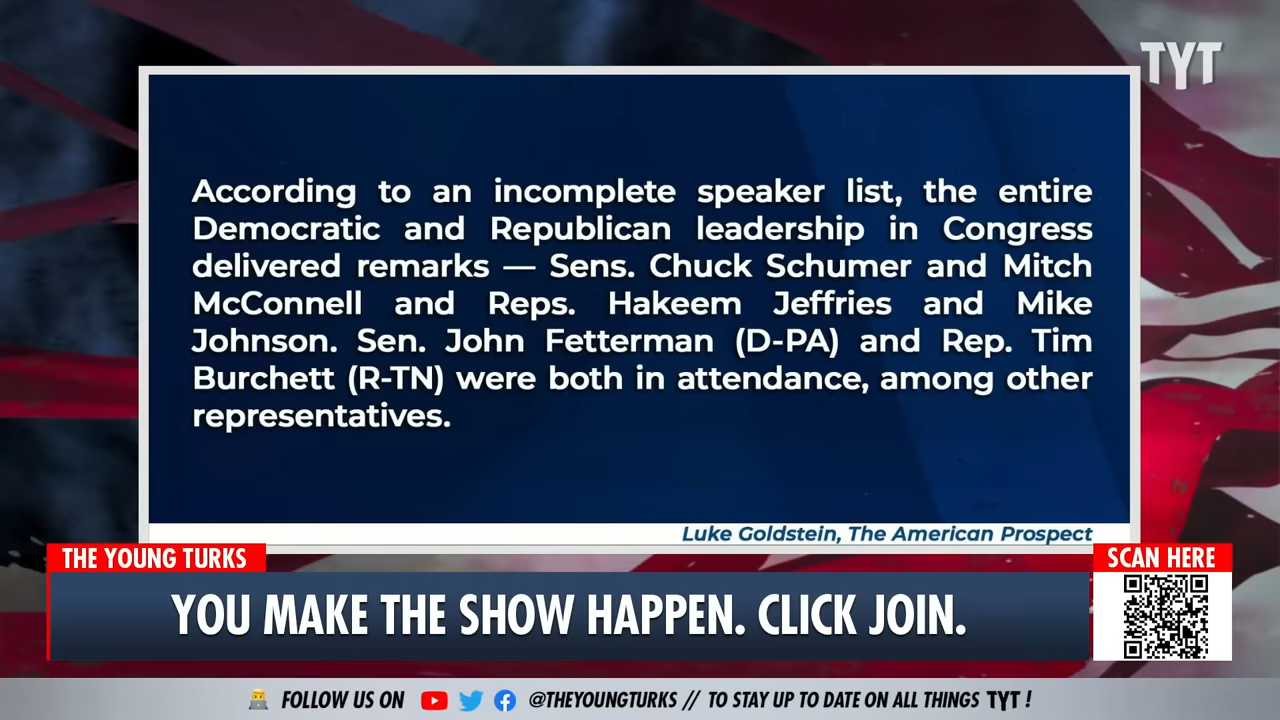 TYT
According to an incomplete speaker list, the entire
Democratic and Republican leadership in Congress
delivered remarks — Sens. Chuck Schumer and Mitch
McConnell and Reps. Hakeem Jeffries and Mike
Johnson. Sen. John Fetterman (D-PA) and Rep. Tim
Burchett (R-TN) were both in attendance, among other
representatives.
Luke Goldstein, The American Prospect
THE YOUNG TURKS
SCAN HERE
YOU MAKE THE SHOW HAPPEN. CLICK JOIN.
FOLLOW US ON @THEYOUNGTURKS // TO STAY UP TO DATE ON ALL THINGS TYT !